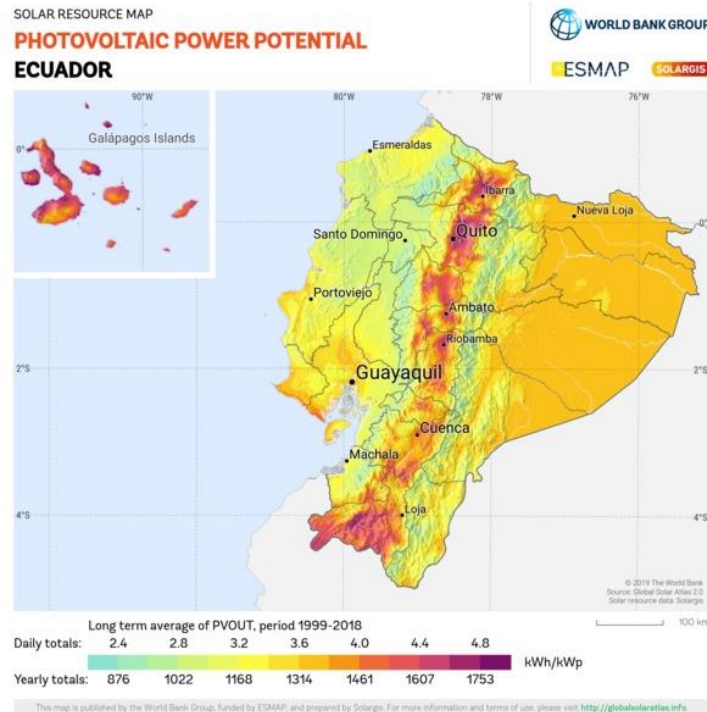 SOLAR RESOURCE MAP
PHOTOVOLTAIC POWER POTENTIAL
ECUADOR
WORLD BANK GROUP
ESMAP
SOLARGIS
90°W
80°W
78°W
76°W
Galápagos Islands
0°
Esmeraldas
Ibarra
Nueva Loja
0°
Santo Domingo
Quito
Portoviejo
Ambato
Riobamba
2°S
Guayaquil
2°S
Cuenca
Machala
4°S
Loja
4°S
© 2019 The World Bank
Source: Global Solar Atlas 2.0
Solar resource data: Solargis
Long term average of PVOUT, period 1999-2018
100 km
Daily totals: 2.4 2.8 3.2 3.6 4.0 4.4 4.8
kWh/kWp
Yearly totals: 876 1022 1168 1314 1461 1607 1753
This map is published by the World Bank Group, funded by ESMAP, and prepared by Solargis. For more information and terms of use, please visit http://globalsolaratlas.info.